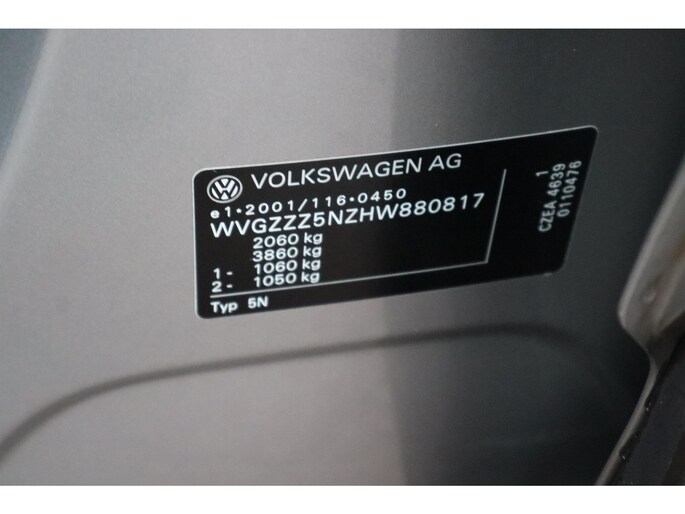 VOLKSWAGEN AG
e1*2001/116*0450
WVGZZZ5NZHW880817
2060 kg
3860 kg
1- 1060 kg
2- 1050 kg
Typ 5N
1
CZEA 4639
0110476